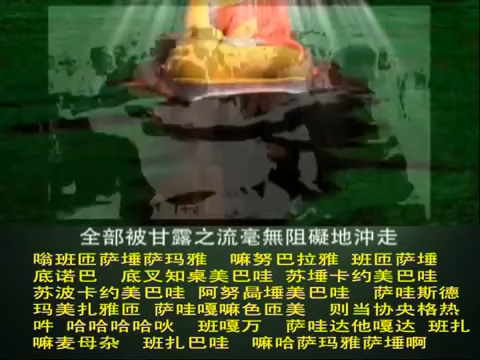 全部被甘露之流毫無阻礙地沖走
嗡班匝萨埵萨玛雅 嘛努巴拉雅 班匝萨埵
底诺巴 底叉知桌美巴哇 苏埵卡约美巴哇
苏波卡约美巴哇 阿努晑埵美巴哇 萨哇斯德
玛美扎雅匝 萨哇嘎嘛色匝美 则当协央格热
吽 哈哈哈哈吙 班嘎万 萨哇达他嘎达 班扎
嘛麦母杂 班扎巴哇 嘛哈萨玛雅萨埵啊